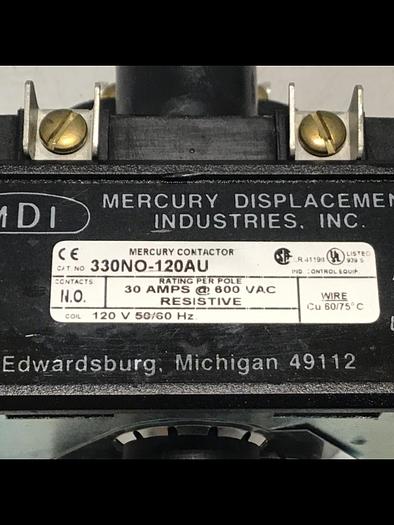 MDI
MERCURY DISPLACEMEN
INDUSTRIES, INC.
CE
MERCURY CONTACTOR
CAT. NO. 330NO-120AU
LR 41198
UL
LISTED
939 S
IND. CONTROL EQUIP.
CONTACTS
N.O.
RATING PER POLE
30 AMPS @ 600 VAC
RESISTIVE
WIRE
Cu 60/75°C
COIL 120 V 50/60 Hz.
Edwardsburg, Michigan 49112